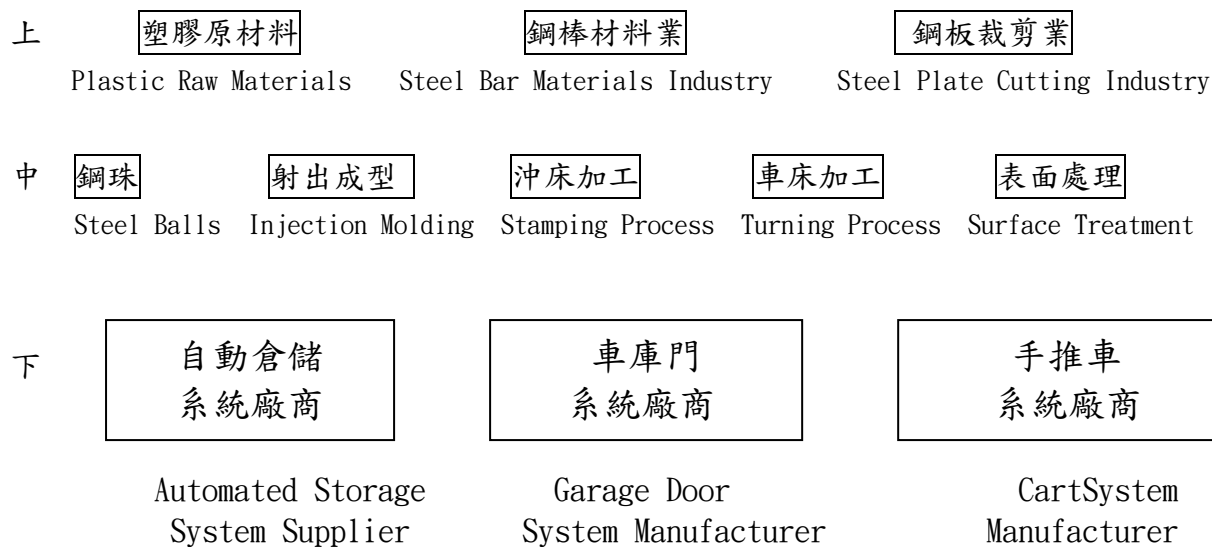 上 塑膠原材料 鋼棒材料業 鋼板裁剪業
Plastic Raw Materials Steel Bar Materials Industry Steel Plate Cutting Industry
中 鋼珠 射出成型 沖床加工 車床加工 表面處理
Steel Balls Injection Molding Stamping Process Turning Process Surface Treatment
下 自動倉儲 車庫門 手推車
系統廠商 系統廠商 系統廠商
Automated Storage Garage Door CartSystem
System Supplier System Manufacturer Manufacturer